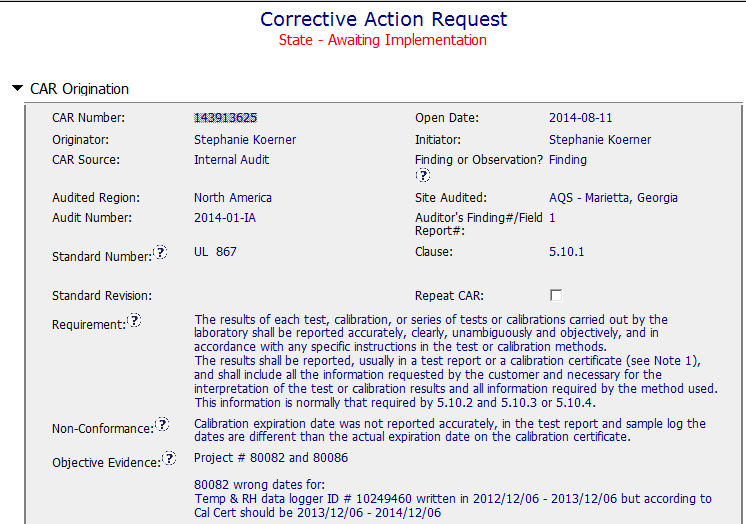 Corrective Action Request
State - Awaiting Implementation
CAR Origination
CAR Number: 143913625 Open Date: 2014-08-11
Originator: Stephanie Koerner Initiator: Stephanie Koerner
CAR Source: Internal Audit Finding or Observation? Finding
?
Audited Region: North America Site Audited: AQS - Marietta, Georgia
Audit Number: 2014-01-IA Auditor's Finding#/Field 1
Report#:
Standard Number: ? UL 867 Clause: 5.10.1
Standard Revision: Repeat CAR:
Requirement: ? The results of each test, calibration, or series of tests or calibrations carried out by the
laboratory shall be reported accurately, clearly, unambiguously and objectively, and in
accordance with any specific instructions in the test or calibration methods.
The results shall be reported, usually in a test report or a calibration certificate (see Note 1),
and shall include all the information requested by the customer and necessary for the
interpretation of the test or calibration results and all information required by the method used.
This information is normally that required by 5.10.2 and 5.10.3 or 5.10.4.
Non-Conformance: ? Calibration expiration date was not reported accurately, in the test report and sample log the
dates are different than the actual expiration date on the calibration certificate.
Objective Evidence: ? Project # 80082 and 80086
80082 wrong dates for:
Temp & RH data logger ID # 10249460 written in 2012/12/06 - 2013/12/06 but according to
Cal Cert should be 2013/12/06 - 2014/12/06